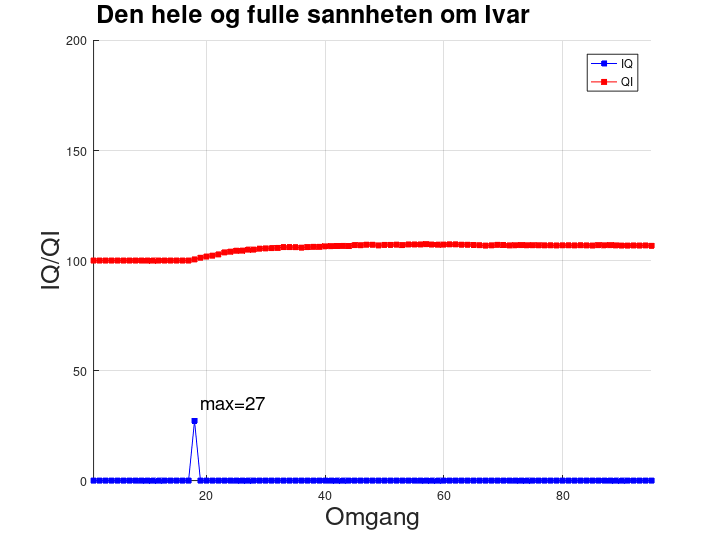 Den hele og fulle sannheten om Ivar
200
IQ
QI
150
IQ/QI
100
50
max=27
0
20 40 60 80
Omgang